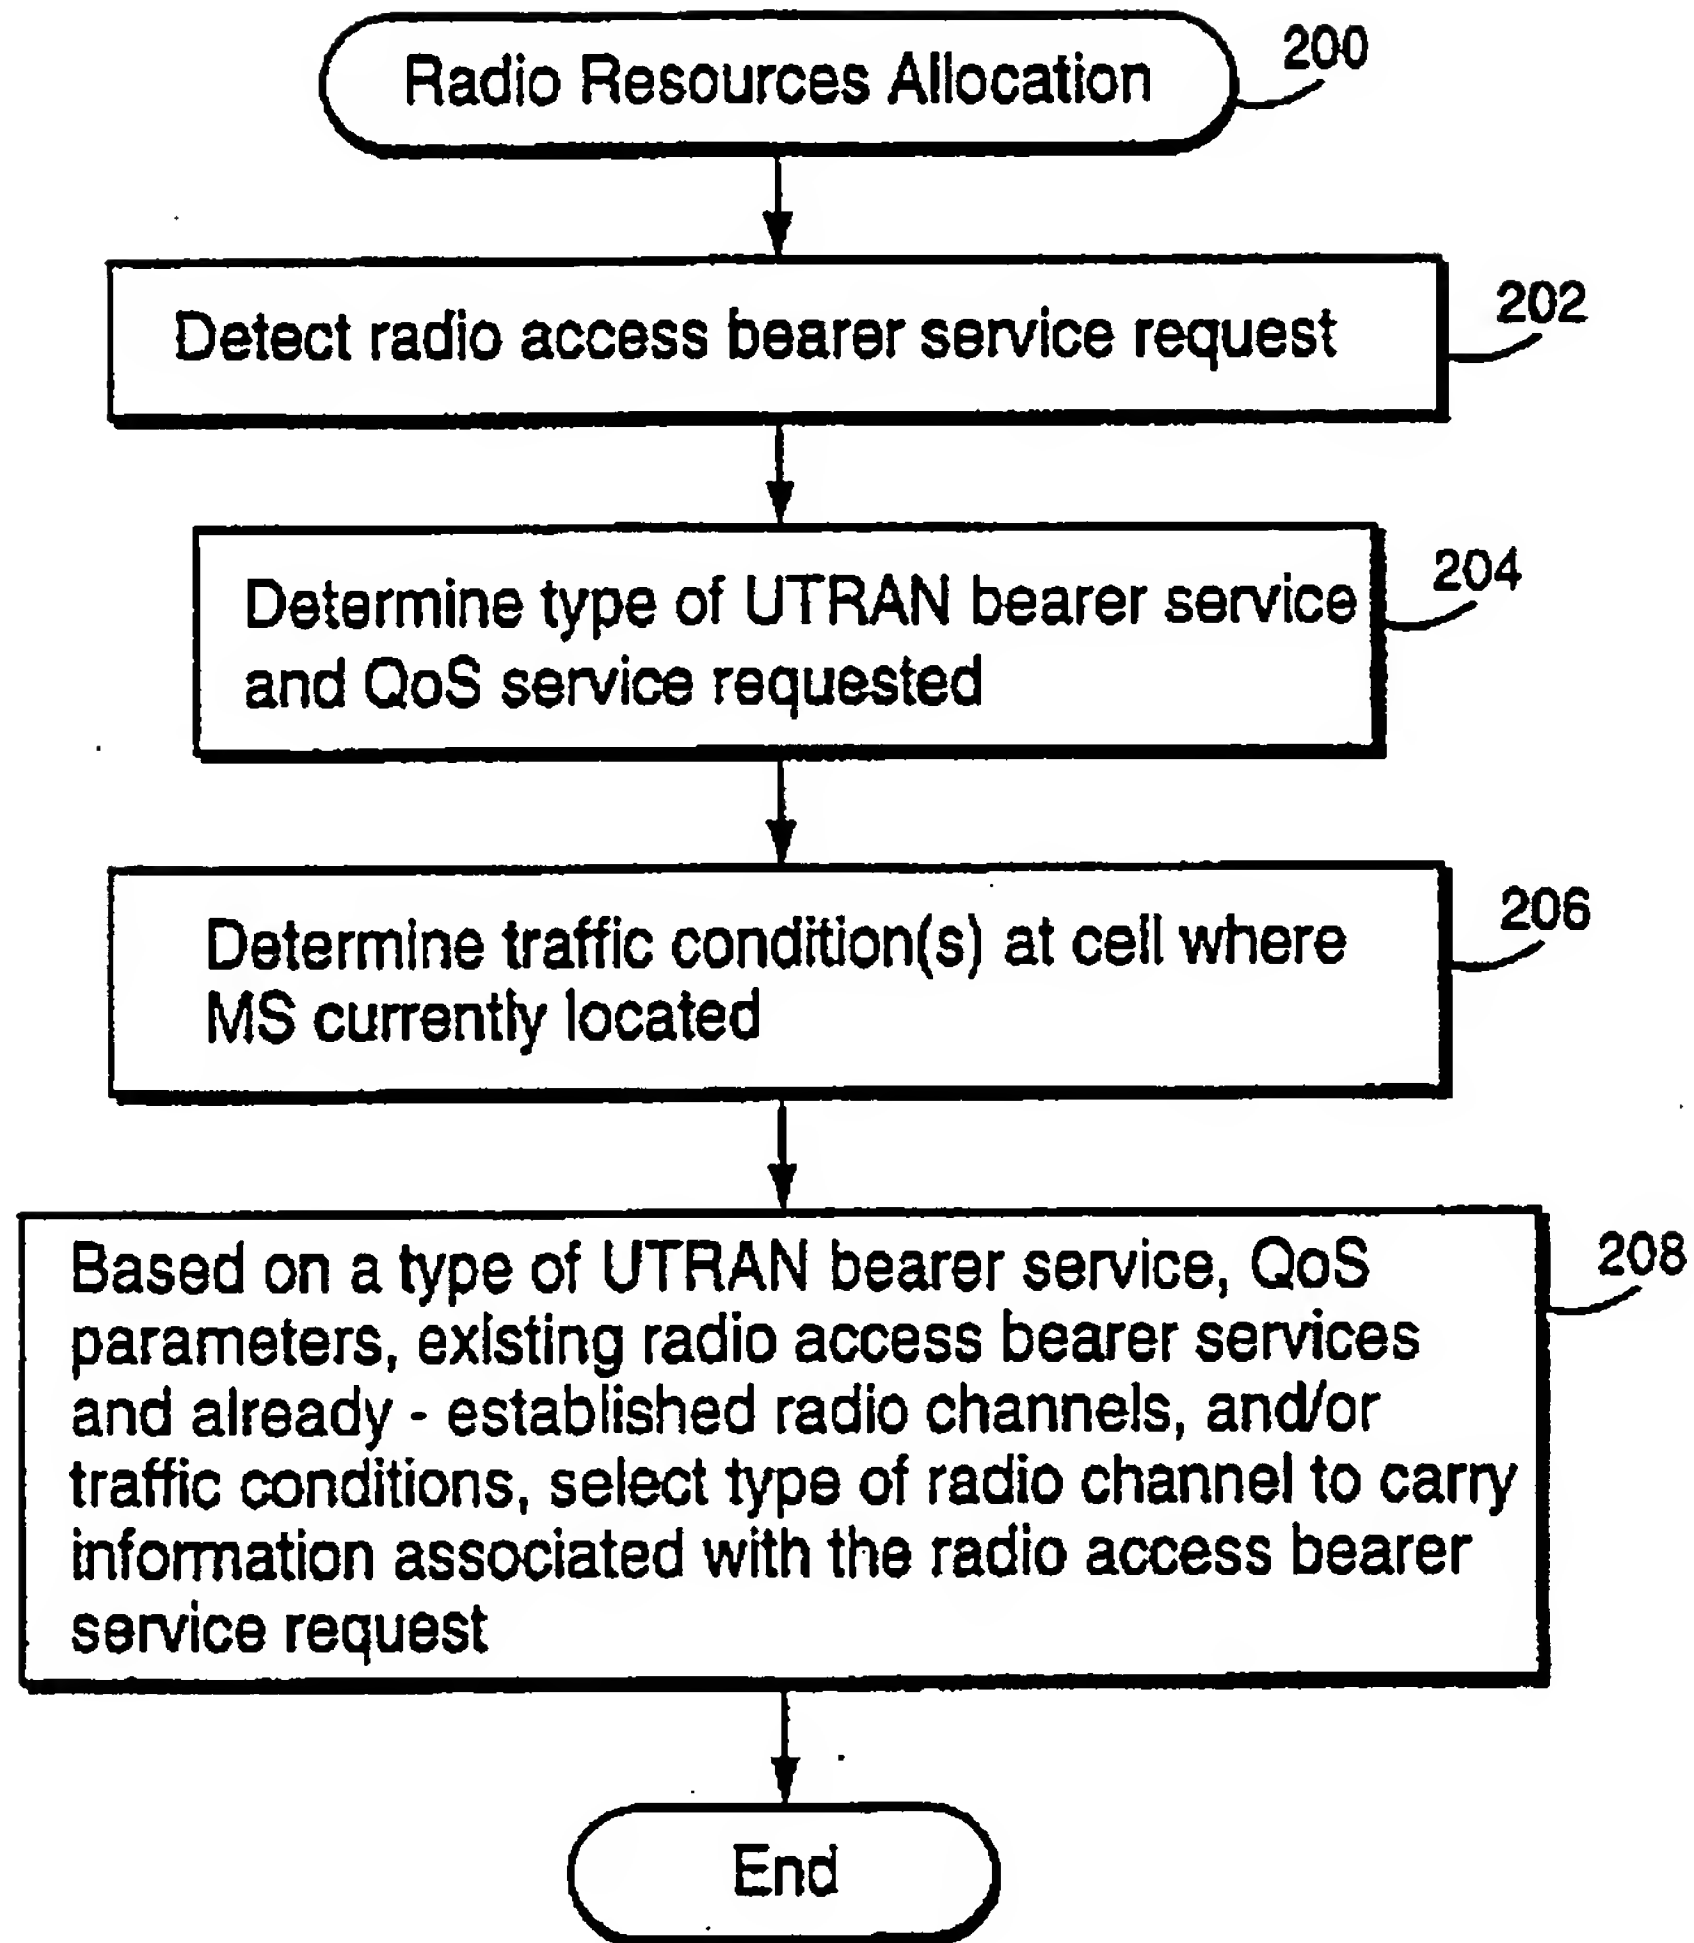 Radio Resources Allocation
200
Detect radio access bearer service request
202
Determine type of UTRAN bearer service
and QoS service requested
204
Determine traffic condition(s) at cell where
MS currently located
206
Based on a type of UTRAN bearer service, QoS
parameters, existing radio access bearer services
and already - established radio channels, and/or
traffic conditions, select type of radio channel to carry
information associated with the radio access bearer
service request
208
End